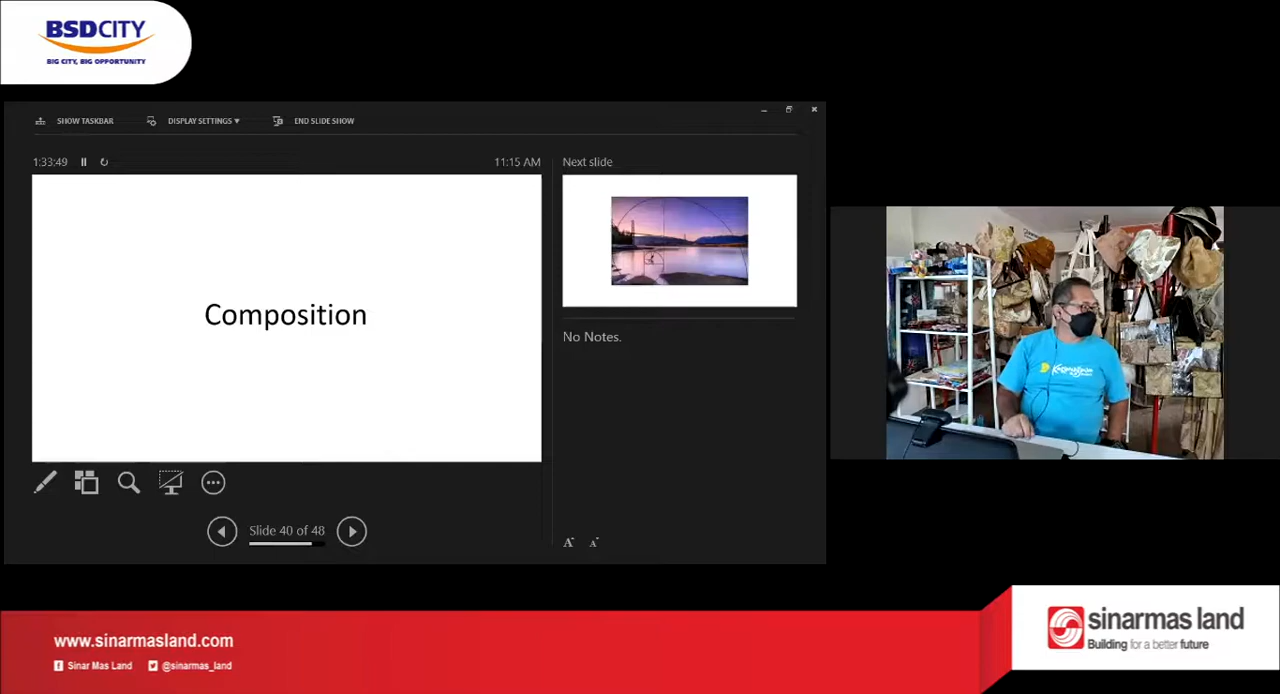 BSDCITY
BIG CITY, BIG OPPORTUNITY
SHOW TASKBAR
DISPLAY SETTINGS ▾
END SLIDE SHOW
1:33:49
11:15 AM
Next slide
Composition
No Notes.
Slide 40 of 48
A
A
www.sinarmasland.com
Sinar Mas Land
@sinarmas_land
sinarmas land
Building for a better future